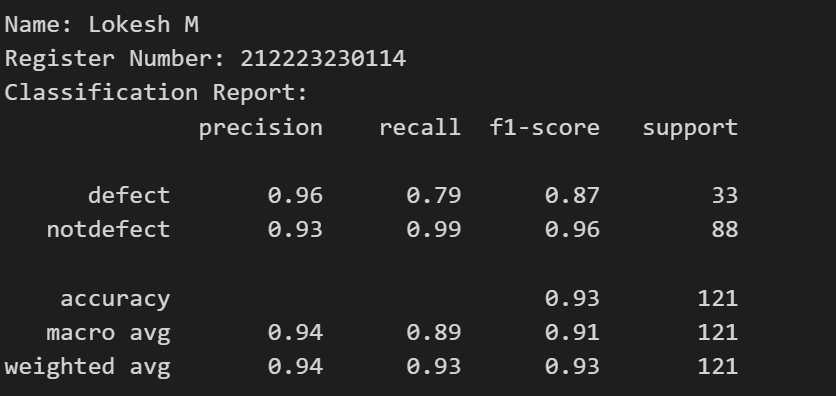 Name: Lokesh M
Register Number: 212223230114
Classification Report:
              precision    recall  f1-score   support

      defect       0.96      0.79      0.87        33
   notdefect       0.93      0.99      0.96        88

    accuracy                           0.93       121
   macro avg       0.94      0.89      0.91       121
weighted avg       0.94      0.93      0.93       121